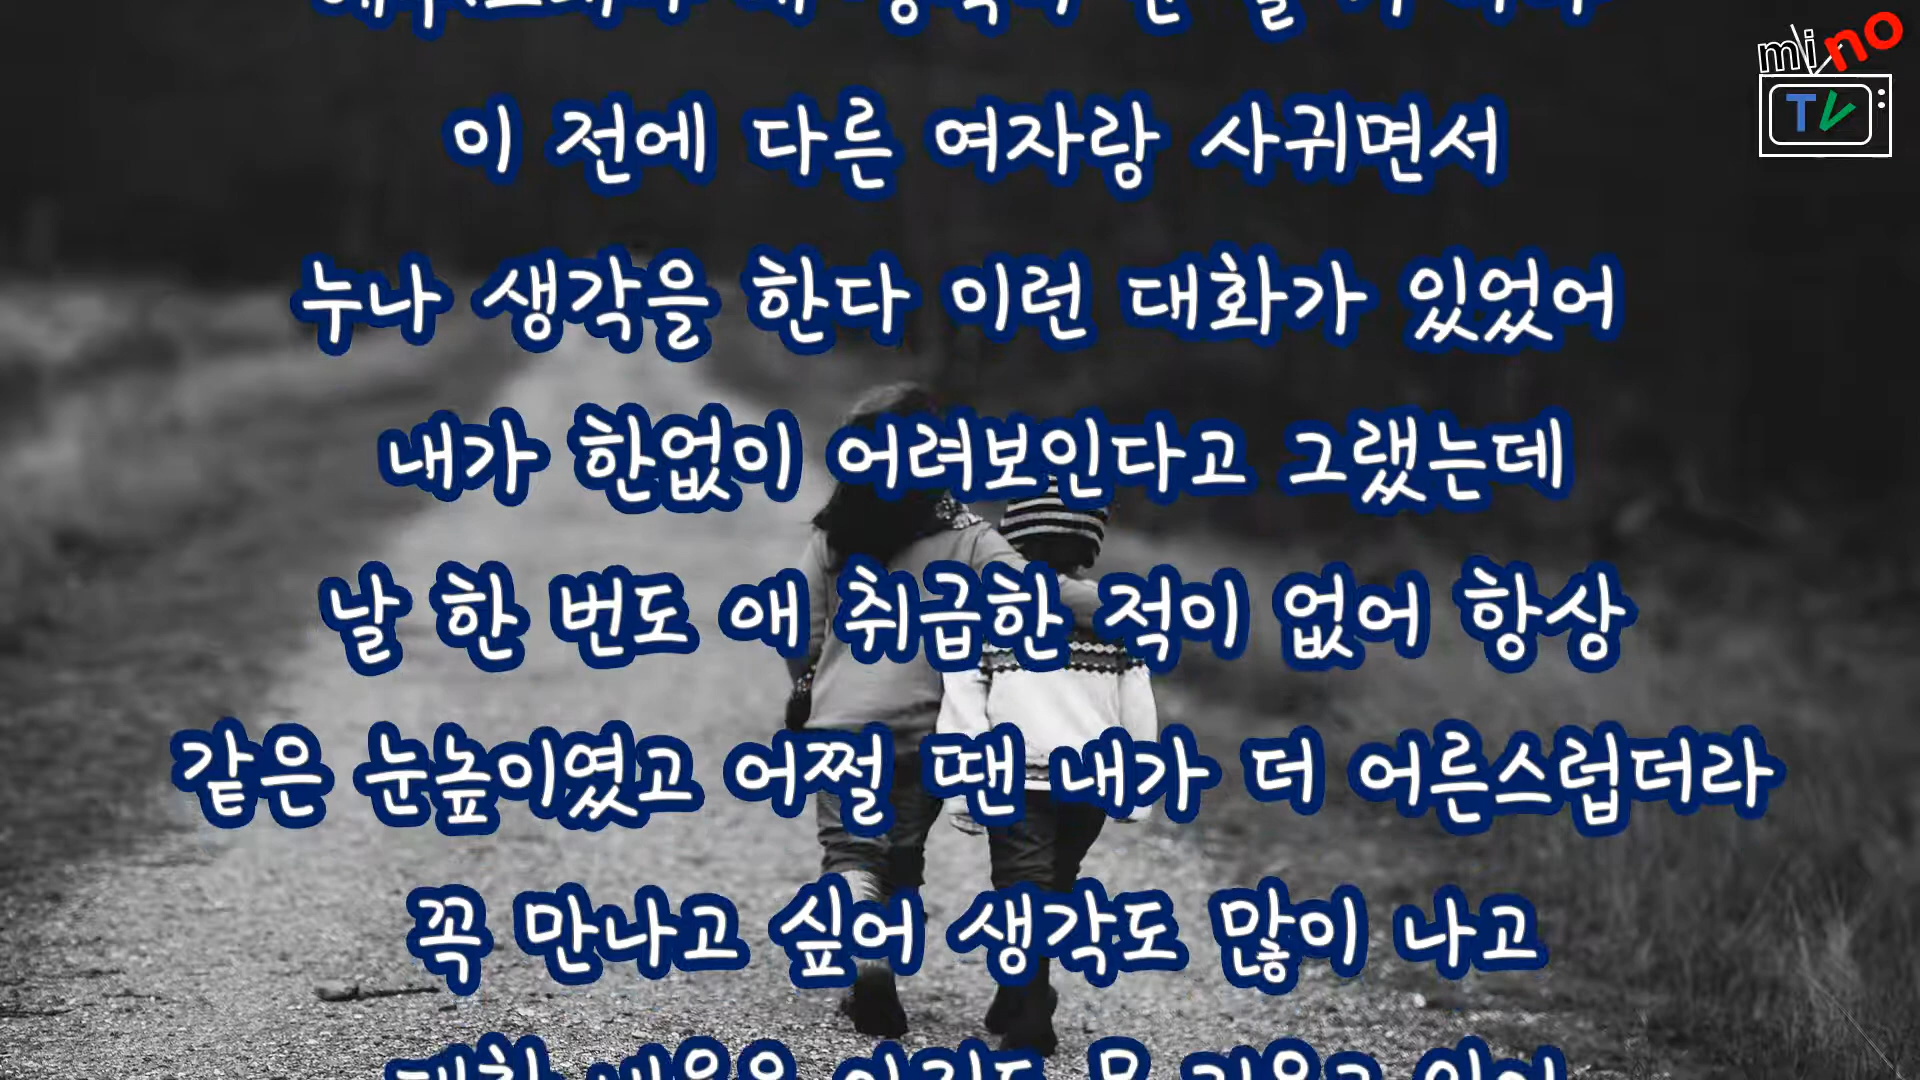 mino
TV
이 전에 다른 여자랑 사귀면서
누나 생각을 한다 이런 대화가 있었어
내가 한없이 어려보인다고 그랬는데
날 한 번도 애 취급한 적이 없어 항상
같은 눈높이였고 어쩔 땐 내가 더 어른스럽더라
꼭 만나고 싶어 생각도 많이 나고